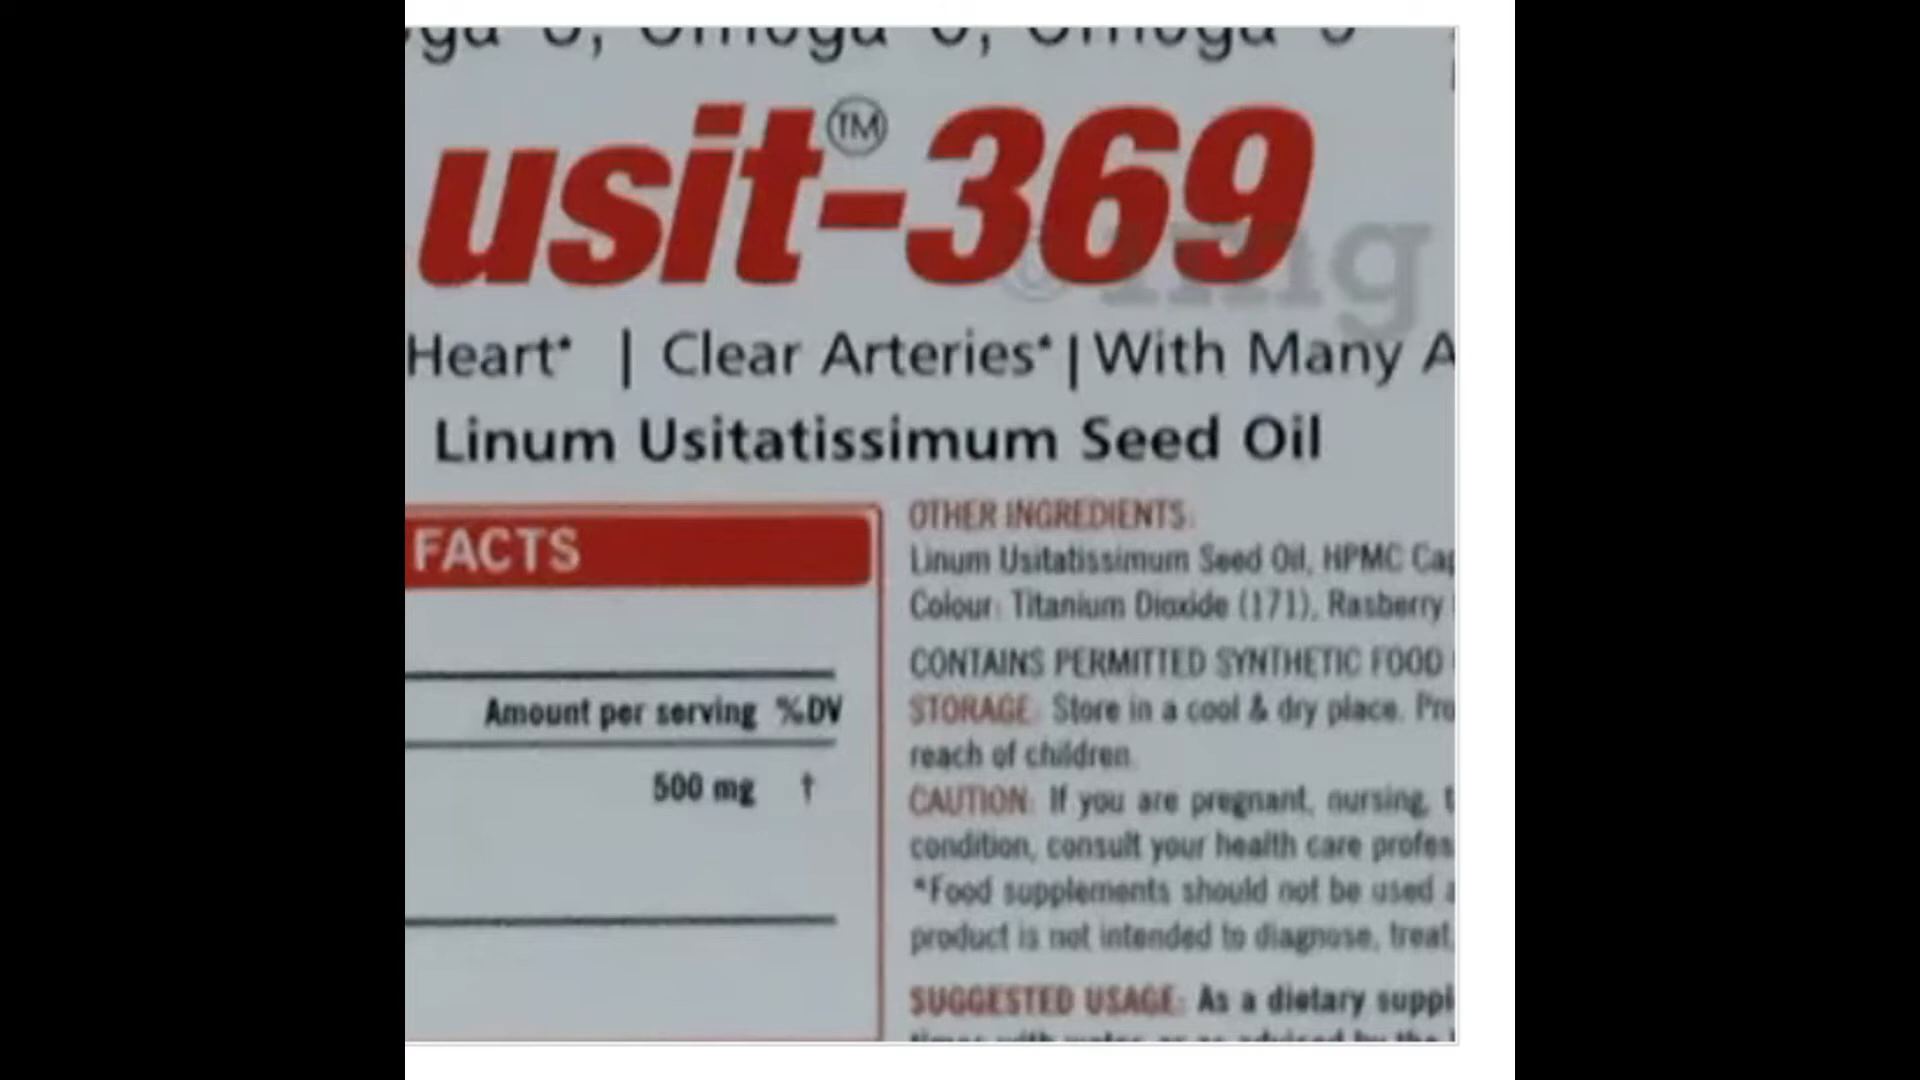 usit™-369
Heart* | Clear Arteries* | With Many
Linum Usitatissimum Seed Oil
FACTS
Amount per serving %DV
500 mg †
OTHER INGREDIENTS:
Linum Usitatissimum Seed Oil, HPMC
Colour: Titanium Dioxide (171), Rasberry
CONTAINS PERMITTED SYNTHETIC FOOD
STORAGE: Store in a cool & dry place.
reach of children.
CAUTION: If you are pregnant, nursing,
condition, consult your health care
*Food supplements should not be used
product is not intended to diagnose, treat,
SUGGESTED USAGE: As a dietary